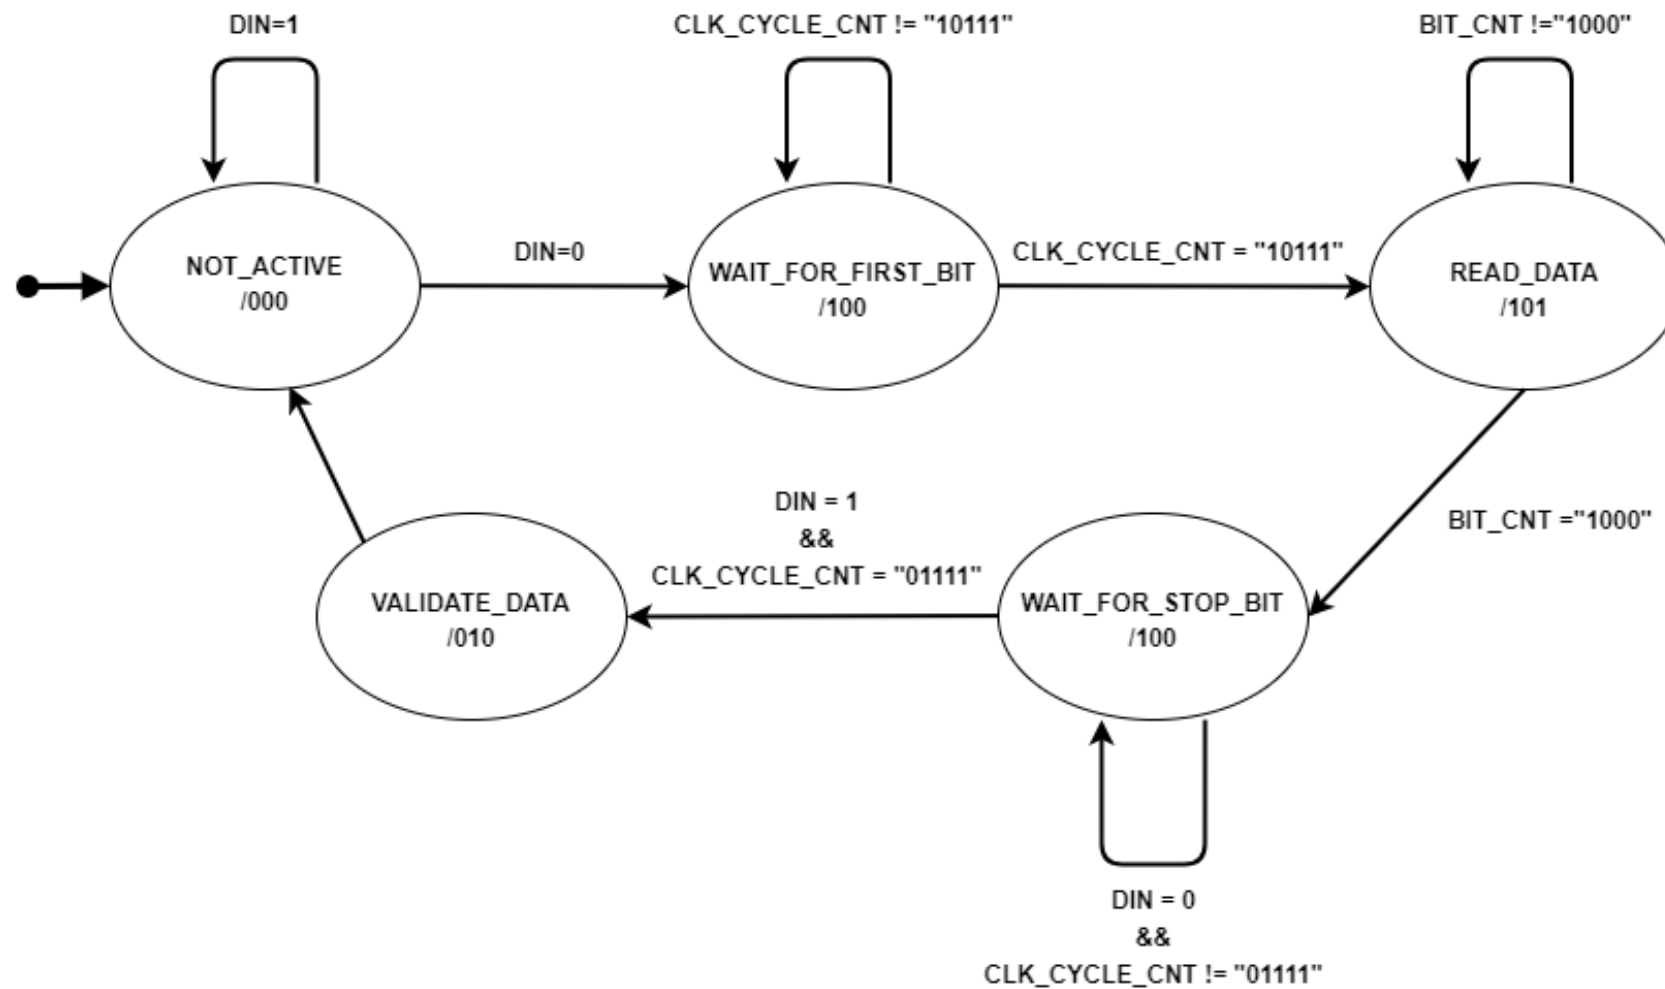 DIN=1
CLK_CYCLE_CNT != "10111"
BIT_CNT !="1000"
NOT_ACTIVE
/000
DIN=0
WAIT_FOR_FIRST_BIT
/100
CLK_CYCLE_CNT = "10111"
READ_DATA
/101
BIT_CNT ="1000"
DIN = 1
&&
CLK_CYCLE_CNT = "01111"
VALIDATE_DATA
/010
WAIT_FOR_STOP_BIT
/100
DIN = 0
&&
CLK_CYCLE_CNT != "01111"